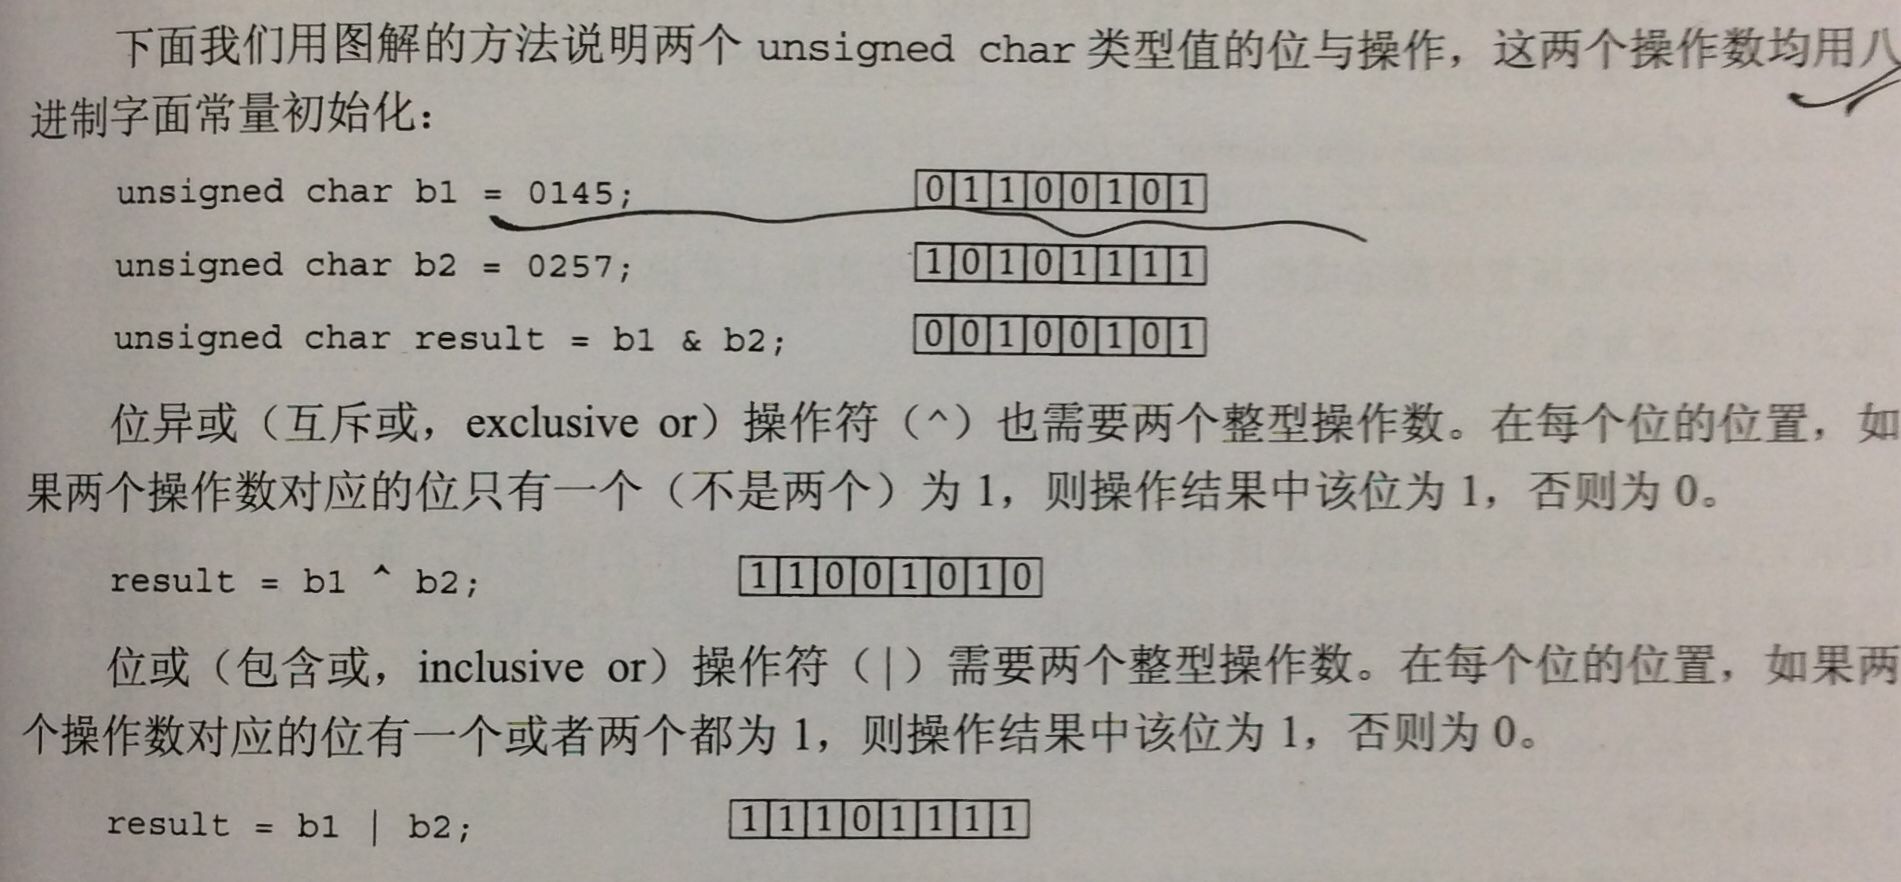 下面我们用图解的方法说明两个 unsigned char 类型值的位与操作，这两个操作数均用八
进制字面常量初始化：
unsigned char b1 = 0145; 0 1 1 0 0 1 0 1
unsigned char b2 = 0257; 1 0 1 0 1 1 1 1
unsigned char result = b1 & b2; 0 0 1 0 0 1 0 1
位异或（互斥或，exclusive or）操作符（^）也需要两个整型操作数。在每个位的位置，如
果两个操作数对应的位只有一个（不是两个）为 1，则操作结果中该位为 1，否则为 0。
result = b1 ^ b2; 1 1 0 0 1 0 1 0
位或（包含或，inclusive or）操作符（|）需要两个整型操作数。在每个位的位置，如果两
个操作数对应的位有一个或者两个都为 1，则操作结果中该位为 1，否则为 0。
result = b1 | b2; 1 1 1 0 1 1 1 1